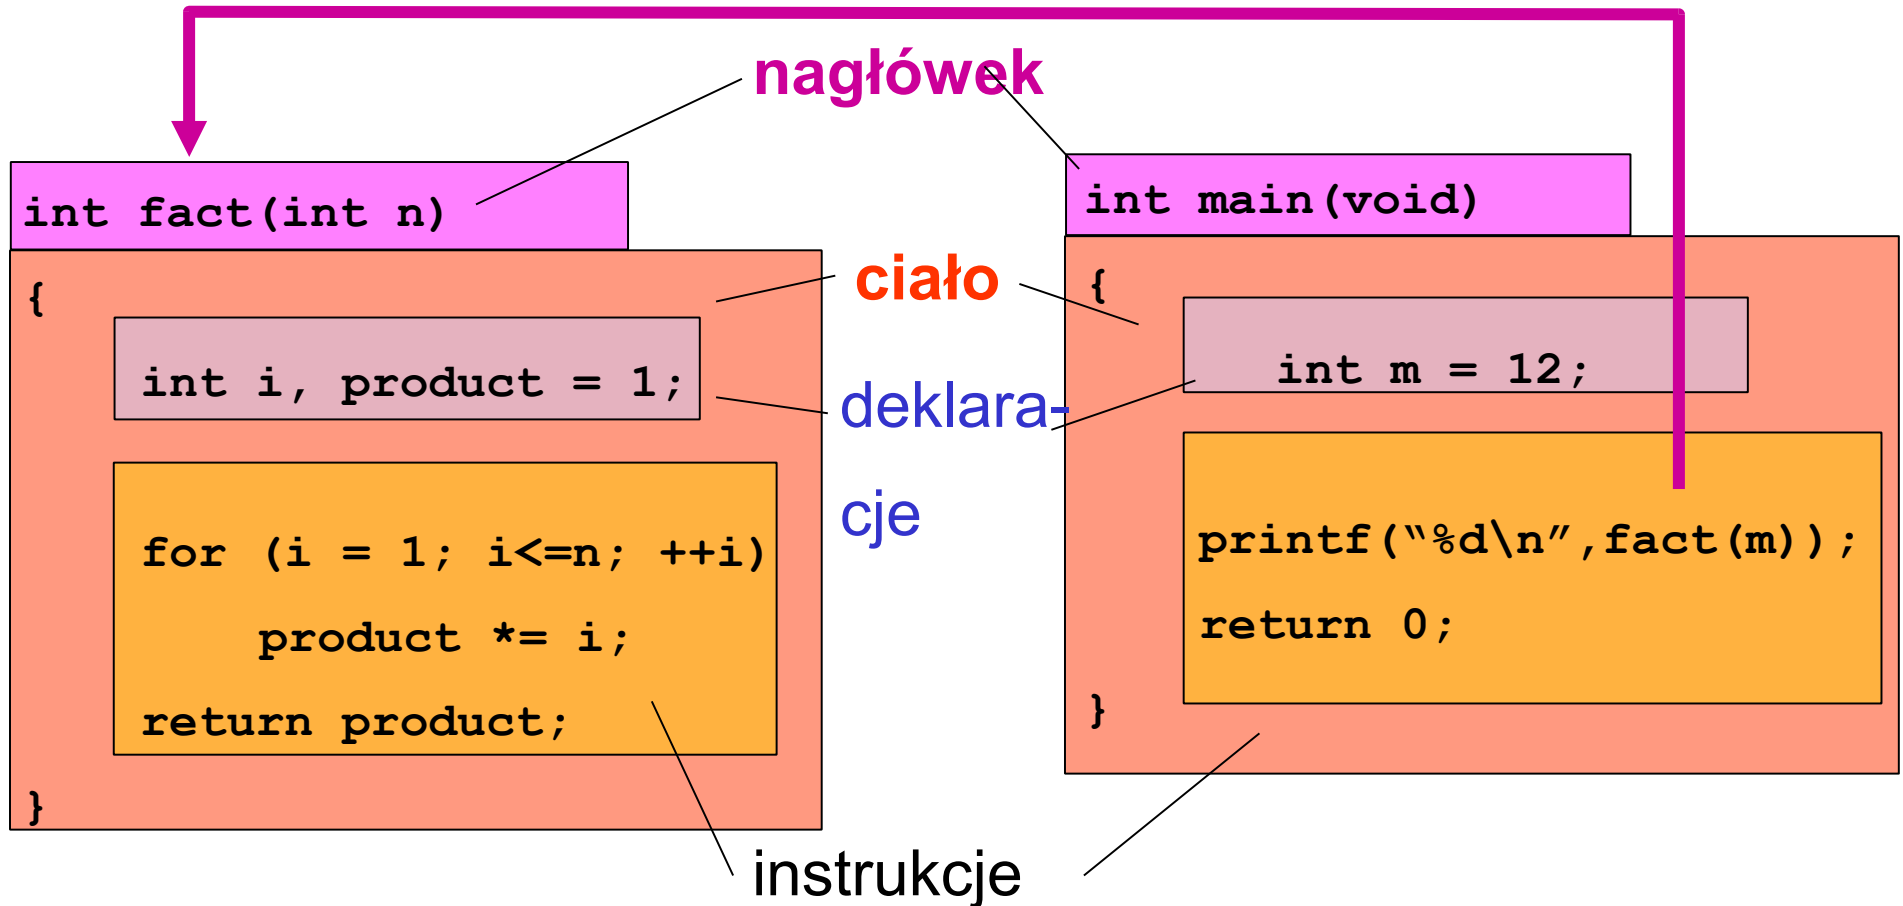 nagłówek
int fact(int n)
{
int i, product = 1;
for (i = 1; i<=n; ++i)
product *= i;
return product;
}
ciało
deklara-
cje
instrukcje
int main(void)
{
int m = 12;
printf(“%d\n”,fact(m));
return 0;
}